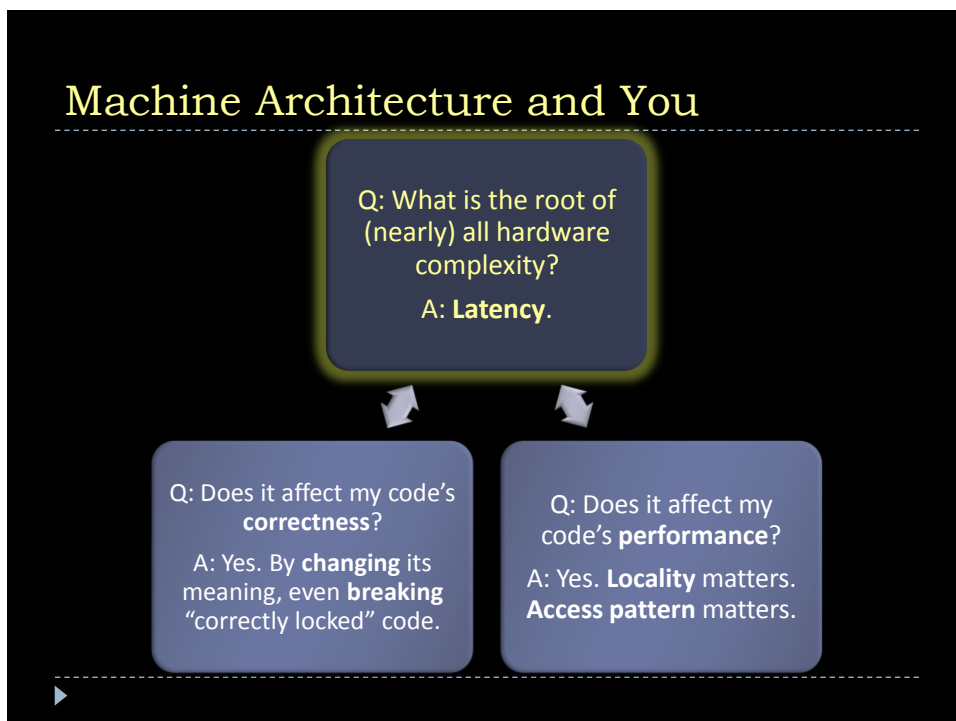 Machine Architecture and You
Q: What is the root of
(nearly) all hardware
complexity?
A: Latency.
Q: Does it affect my code’s
correctness?
A: Yes. By changing its
meaning, even breaking
“correctly locked” code.
Q: Does it affect my
code’s performance?
A: Yes. Locality matters.
Access pattern matters.